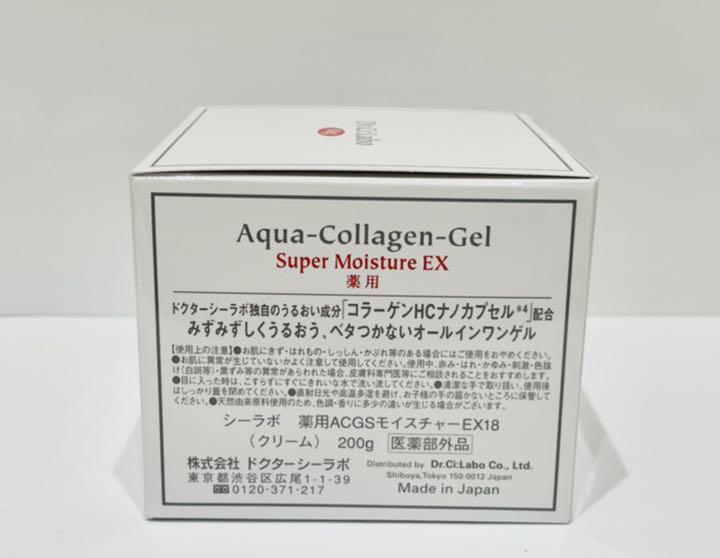 Dr.Ci:Labo
Aqua-Collagen-Gel
Super Moisture EX
薬用
ドクターシーラボ独自のうるおい成分「コラーゲンHCナノカプセル*4」配合
みずみずしくうるおう、ベタつかないオールインワンゲル
【使用上の注意】●お肌にきず・はれもの・しっしん・かぶれ等のある場合にはご使用をおやめください。
●お肌に異常が生じていないかよく注意して使用してください。使用中、赤み・はれ・かゆみ・刺激・色抜
け(白斑等)・黒ずみ等の異常があらわれた場合、皮膚科専門医等にご相談されることをおすすめします。
●目に入った時は、こすらずにすぐにきれいな水で洗い流してください。●清潔な手で取り扱い、使用後
はしっかり蓋を閉めてください。●直射日光や高温多湿を避け、お子様の手の届かないところに保管して
ください。●天然由来原料使用のため、色調・香りに多少の違いが生じる場合がございます。
シーラボ 薬用ACGSモイスチャーEX18
(クリーム) 200g 医薬部外品
株式会社 ドクターシーラボ Distributed by Dr.Ci:Labo Co., Ltd.
東京都渋谷区広尾1-1-39 Shibuya,Tokyo 150-0012 Japan
0120-371-217 Made in Japan